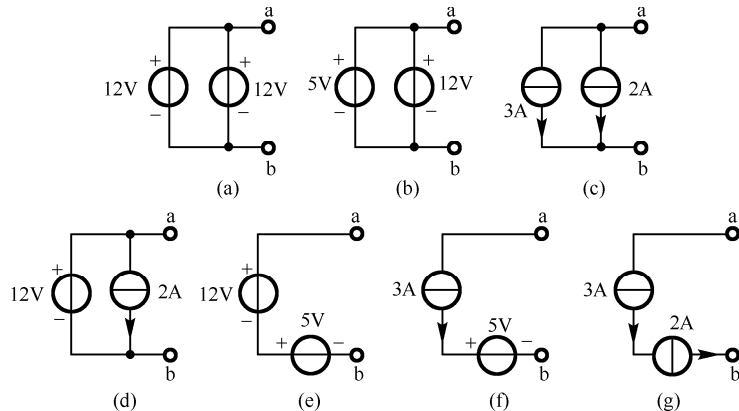 a a a
+ + + +
12V 12V 5V 12V 3A 2A
− − − −
b b b
(a) (b) (c)
a a a a
+ +
12V 2A 12V 3A 3A
− − 5V 5V 2A
+ − + −
b b b b
(d) (e) (f) (g)